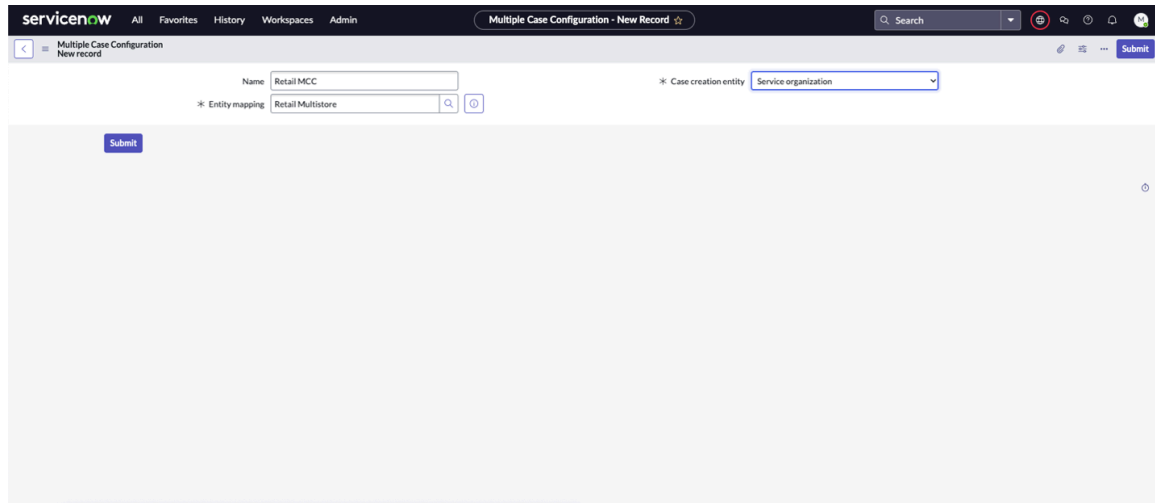 servicenow All Favorites History Workspaces Admin Multiple Case Configuration - New Record Search M
Multiple Case Configuration
New record
Submit
Name Retail MCC
✳ Case creation entity Service organization
✳ Entity mapping Retail Multistore
Submit